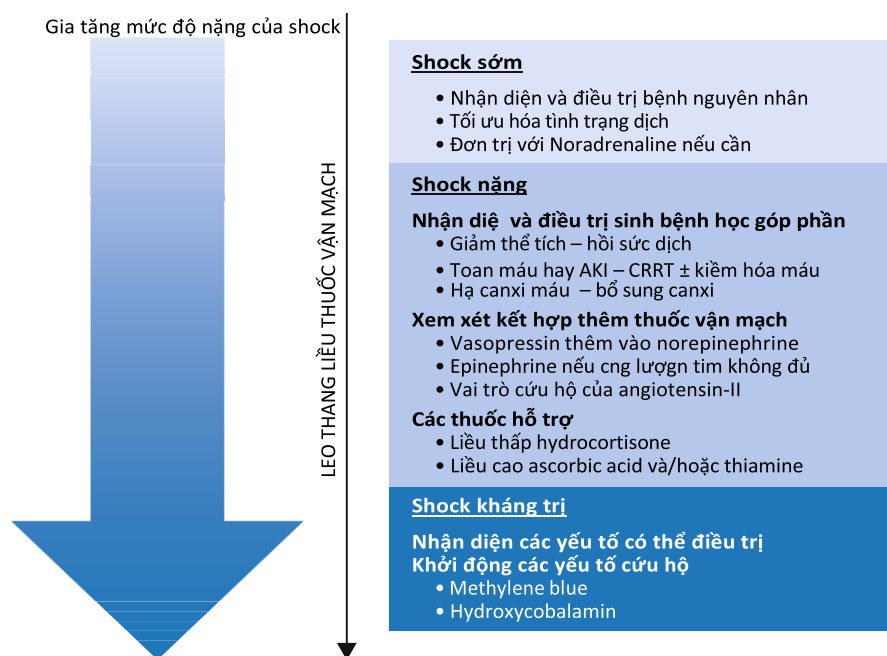 Gia tăng mức độ nặng của shock
LEO THANG LIỀU THUỐC VẬN MẠCH
Shock sớm
• Nhận diện và điều trị bệnh nguyên nhân
• Tối ưu hóa tình trạng dịch
• Đơn trị với Noradrenaline nếu cần
Shock nặng
Nhận diệ và điều trị sinh bệnh học góp phần
• Giảm thể tích – hồi sức dịch
• Toan máu hay AKI – CRRT ± kiềm hóa máu
• Hạ canxi máu – bổ sung canxi
Xem xét kết hợp thêm thuốc vận mạch
• Vasopressin thêm vào norepinephrine
• Epinephrine nếu cng lượgn tim không đủ
• Vai trò cứu hộ của angiotensin-II
Các thuốc hỗ trợ
• Liều thấp hydrocortisone
• Liều cao ascorbic acid và/hoặc thiamine
Shock kháng trị
Nhận diện các yếu tố có thể điều trị
Khởi động các yếu tố cứu hộ
• Methylene blue
• Hydroxycobalamin